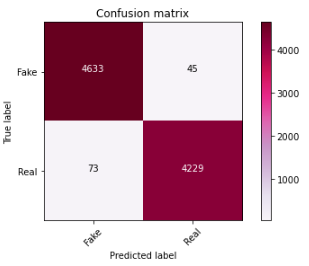 Confusion matrix
Fake
4633
45
4000
3000
True label
2000
Real
73
4229
1000
Fake
Real
Predicted label